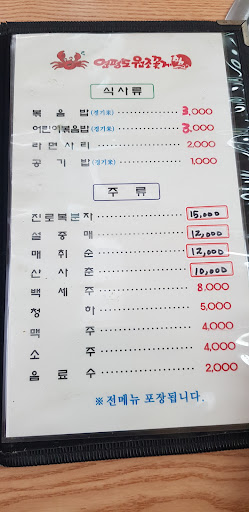 식사류
볶음밥(경기米) 3,000
어린이볶음밥(경기米) 3,000
라면사리 2,000
공기밥(경기米) 1,000
주류
진로복분자 15,000
설중매 12,000
매취순 12,000
산사춘 10,000
백세주 8,000
청하 5,000
맥주 4,000
소주 4,000
음료수 2,000
※전메뉴 포장됩니다.